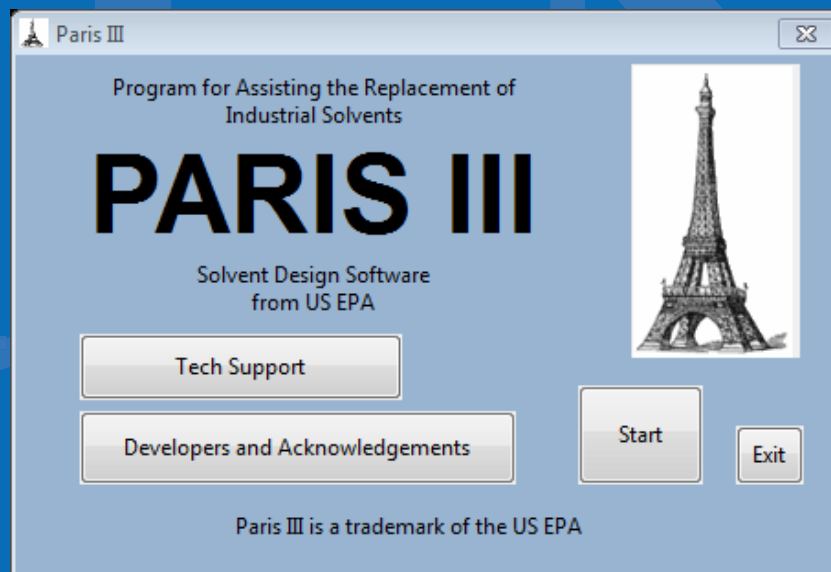 Paris III
Program for Assisting the Replacement of
Industrial Solvents
PARIS III
Solvent Design Software
from US EPA
Tech Support
Developers and Acknowledgements
Start
Exit
Paris III is a trademark of the US EPA